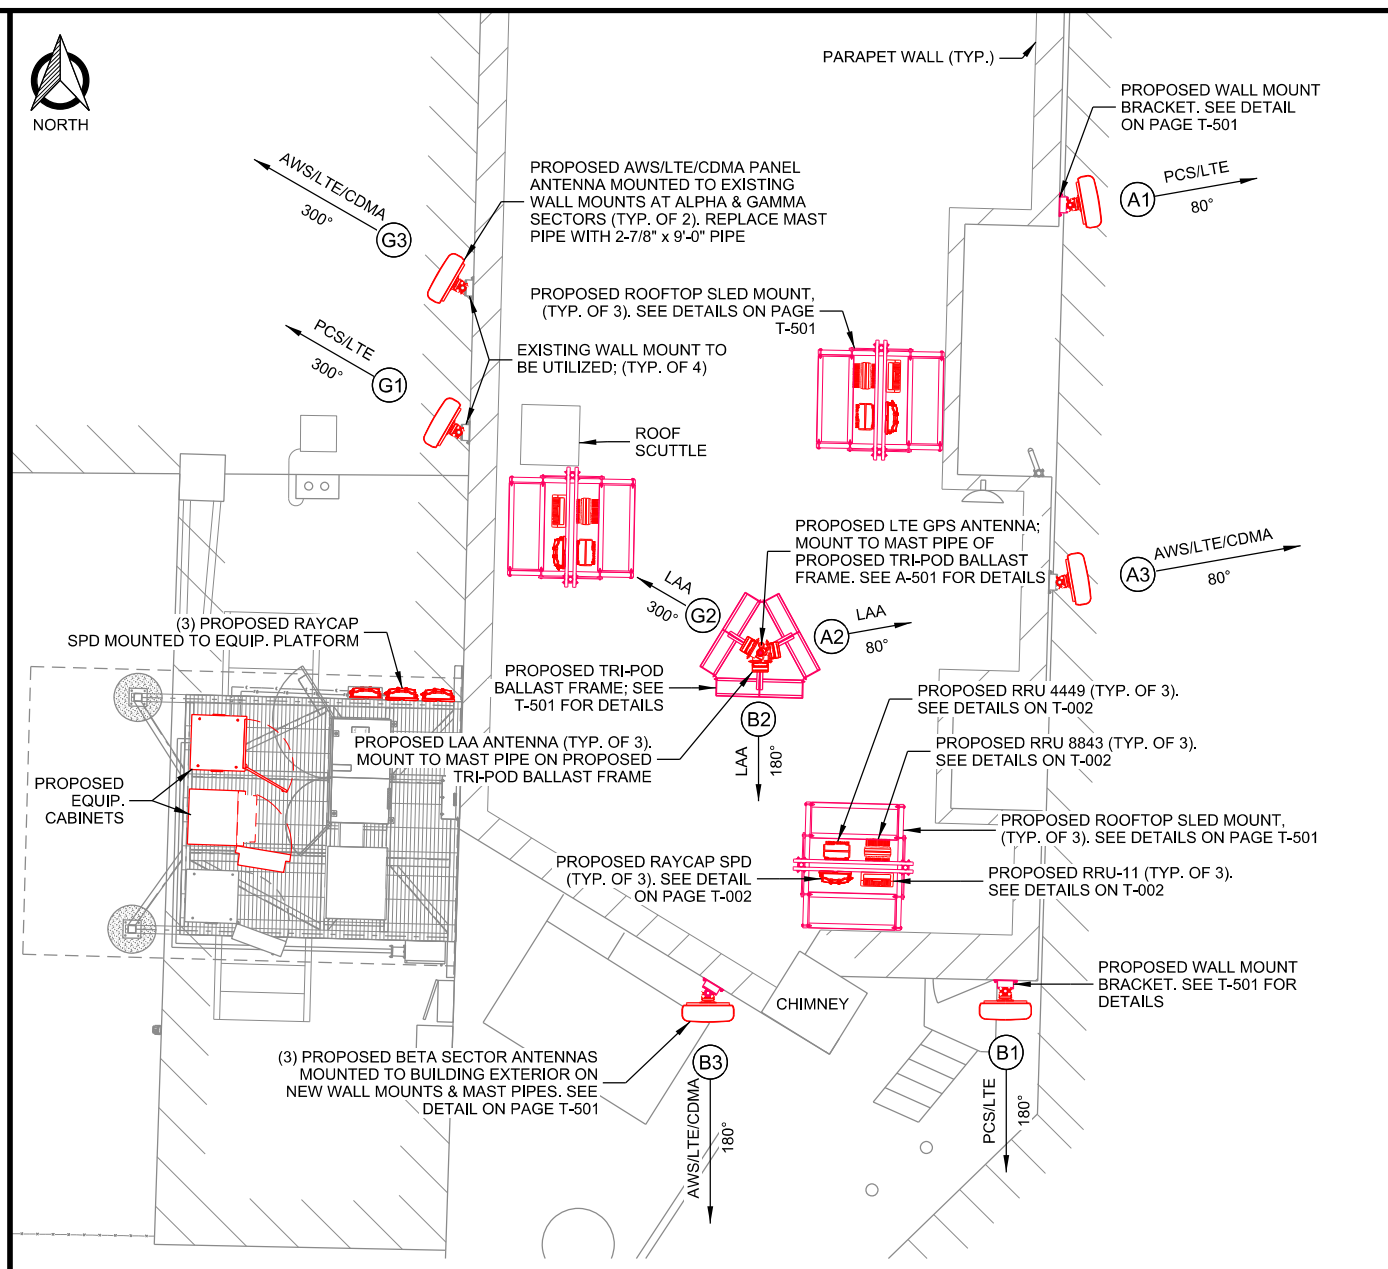 NORTH
PARAPET WALL (TYP.)
PROPOSED WALL MOUNT
BRACKET. SEE DETAIL
ON PAGE T-501
AWS/LTE/CDMA
300°
G3
PROPOSED AWS/LTE/CDMA PANEL
ANTENNA MOUNTED TO EXISTING
WALL MOUNTS AT ALPHA & GAMMA
SECTORS (TYP. OF 2). REPLACE MAST
PIPE WITH 2-7/8" x 9'-0" PIPE
A1
PCS/LTE
80°
PROPOSED ROOFTOP SLED MOUNT,
(TYP. OF 3). SEE DETAILS ON PAGE
T-501
PCS/LTE
300°
G1
EXISTING WALL MOUNT TO
BE UTILIZED; (TYP. OF 4)
ROOF
SCUTTLE
PROPOSED LTE GPS ANTENNA;
MOUNT TO MAST PIPE OF
PROPOSED TRI-POD BALLAST
FRAME. SEE A-501 FOR DETAILS
A3
AWS/LTE/CDMA
80°
LAA
300°
G2
A2
LAA
80°
(3) PROPOSED RAYCAP
SPD MOUNTED TO EQUIP. PLATFORM
PROPOSED TRI-POD
BALLAST FRAME; SEE
T-501 FOR DETAILS
B2
LAA
180°
PROPOSED RRU 4449 (TYP. OF 3).
SEE DETAILS ON T-002
PROPOSED LAA ANTENNA (TYP. OF 3).
MOUNT TO MAST PIPE ON PROPOSED
TRI-POD BALLAST FRAME
PROPOSED RRU 8843 (TYP. OF 3).
SEE DETAILS ON T-002
PROPOSED
EQUIP.
CABINETS
PROPOSED ROOFTOP SLED MOUNT,
(TYP. OF 3). SEE DETAILS ON PAGE T-501
PROPOSED RAYCAP SPD
(TYP. OF 3). SEE DETAIL
ON PAGE T-002
PROPOSED RRU-11 (TYP. OF 3).
SEE DETAILS ON T-002
CHIMNEY
PROPOSED WALL MOUNT
BRACKET. SEE T-501 FOR
DETAILS
(3) PROPOSED BETA SECTOR ANTENNAS
MOUNTED TO BUILDING EXTERIOR ON
NEW WALL MOUNTS & MAST PIPES. SEE
DETAIL ON PAGE T-501
B3
AWS/LTE/CDMA
180°
B1
PCS/LTE
180°